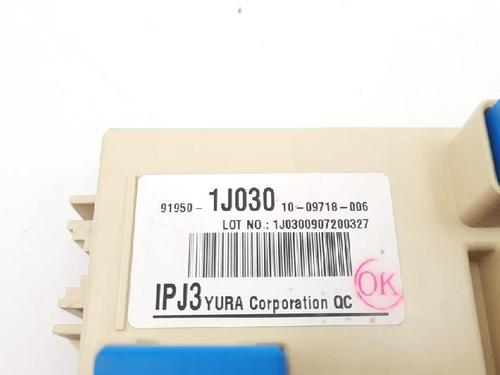 91950- 1J030 10-09718-006
LOT NO.: 1J0300907200327
IPJ3 YURA Corporation QC
OK